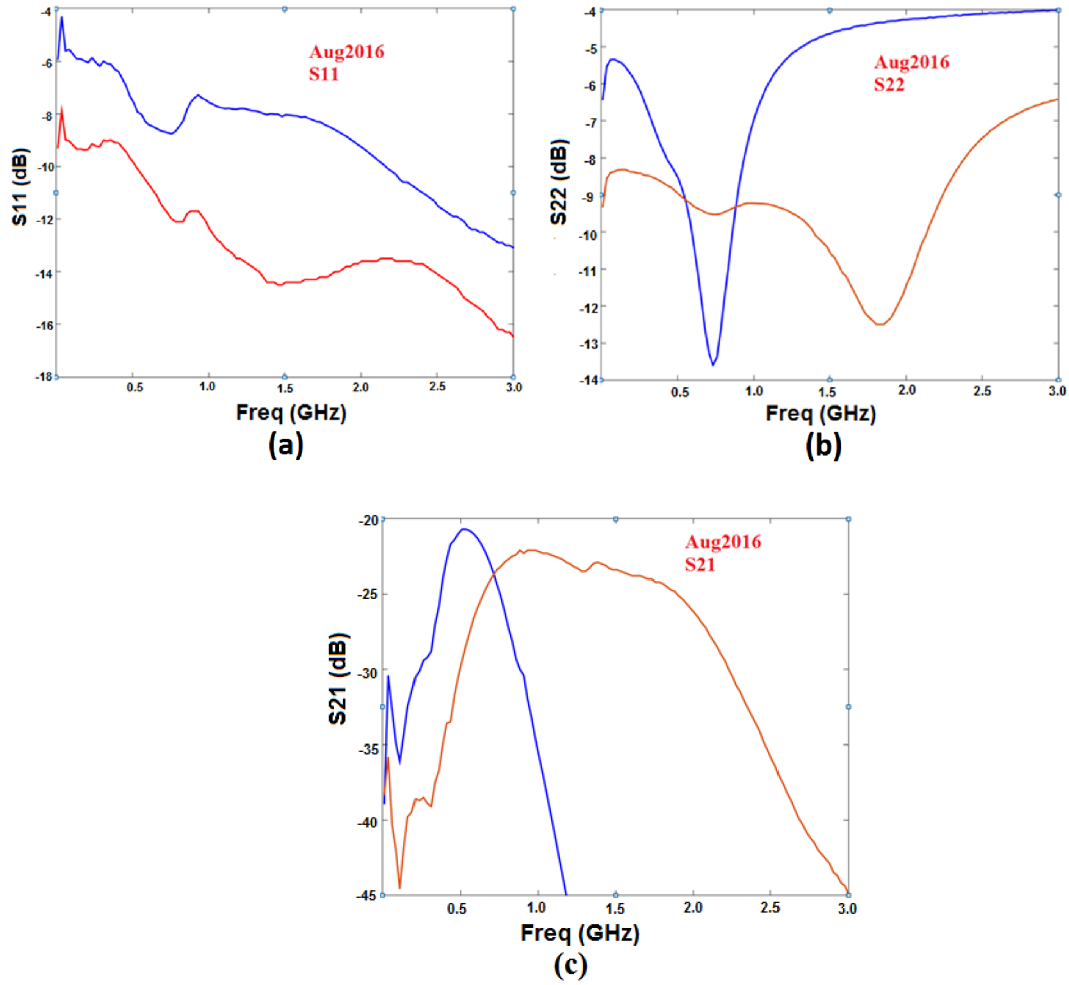 -4
-6
-8
-10
-12
-14
-16
-18
S11 (dB)
Aug2016
S11
0.5
1.0
1.5
2.0
2.5
3.0
Freq (GHz)
(a)
-4
-5
-6
-7
-8
-9
-10
-11
-12
-13
-14
S22 (dB)
Aug2016
S22
0.5
1.0
1.5
2.0
2.5
3.0
Freq (GHz)
(b)
-20
-25
-30
-35
-40
-45
S21 (dB)
Aug2016
S21
0.5
1.0
1.5
2.0
2.5
3.0
Freq (GHz)
(c)